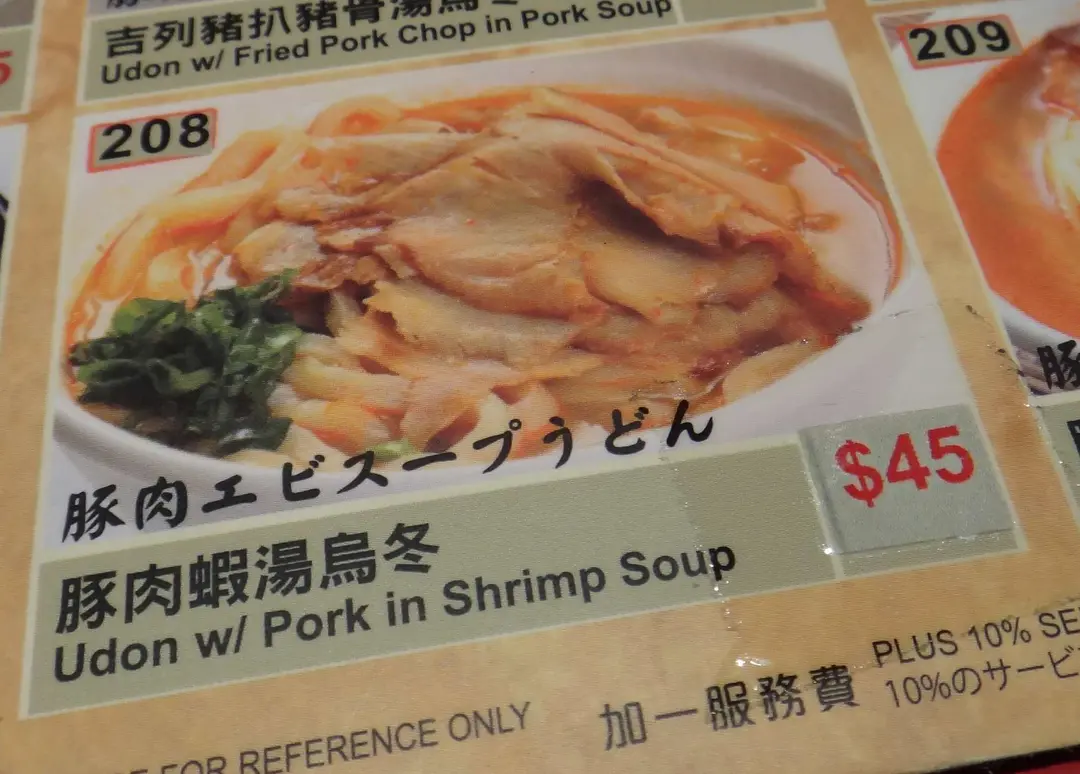 吉列豬扒豬骨湯烏冬
Udon w/ Fried Pork Chop in Pork Soup
208
209
豚肉エビスープうどん
豚肉蝦湯烏冬
Udon w/ Pork in Shrimp Soup
$45
豚
FOR REFERENCE ONLY
加一服務費
PLUS 10%
10%のサービ